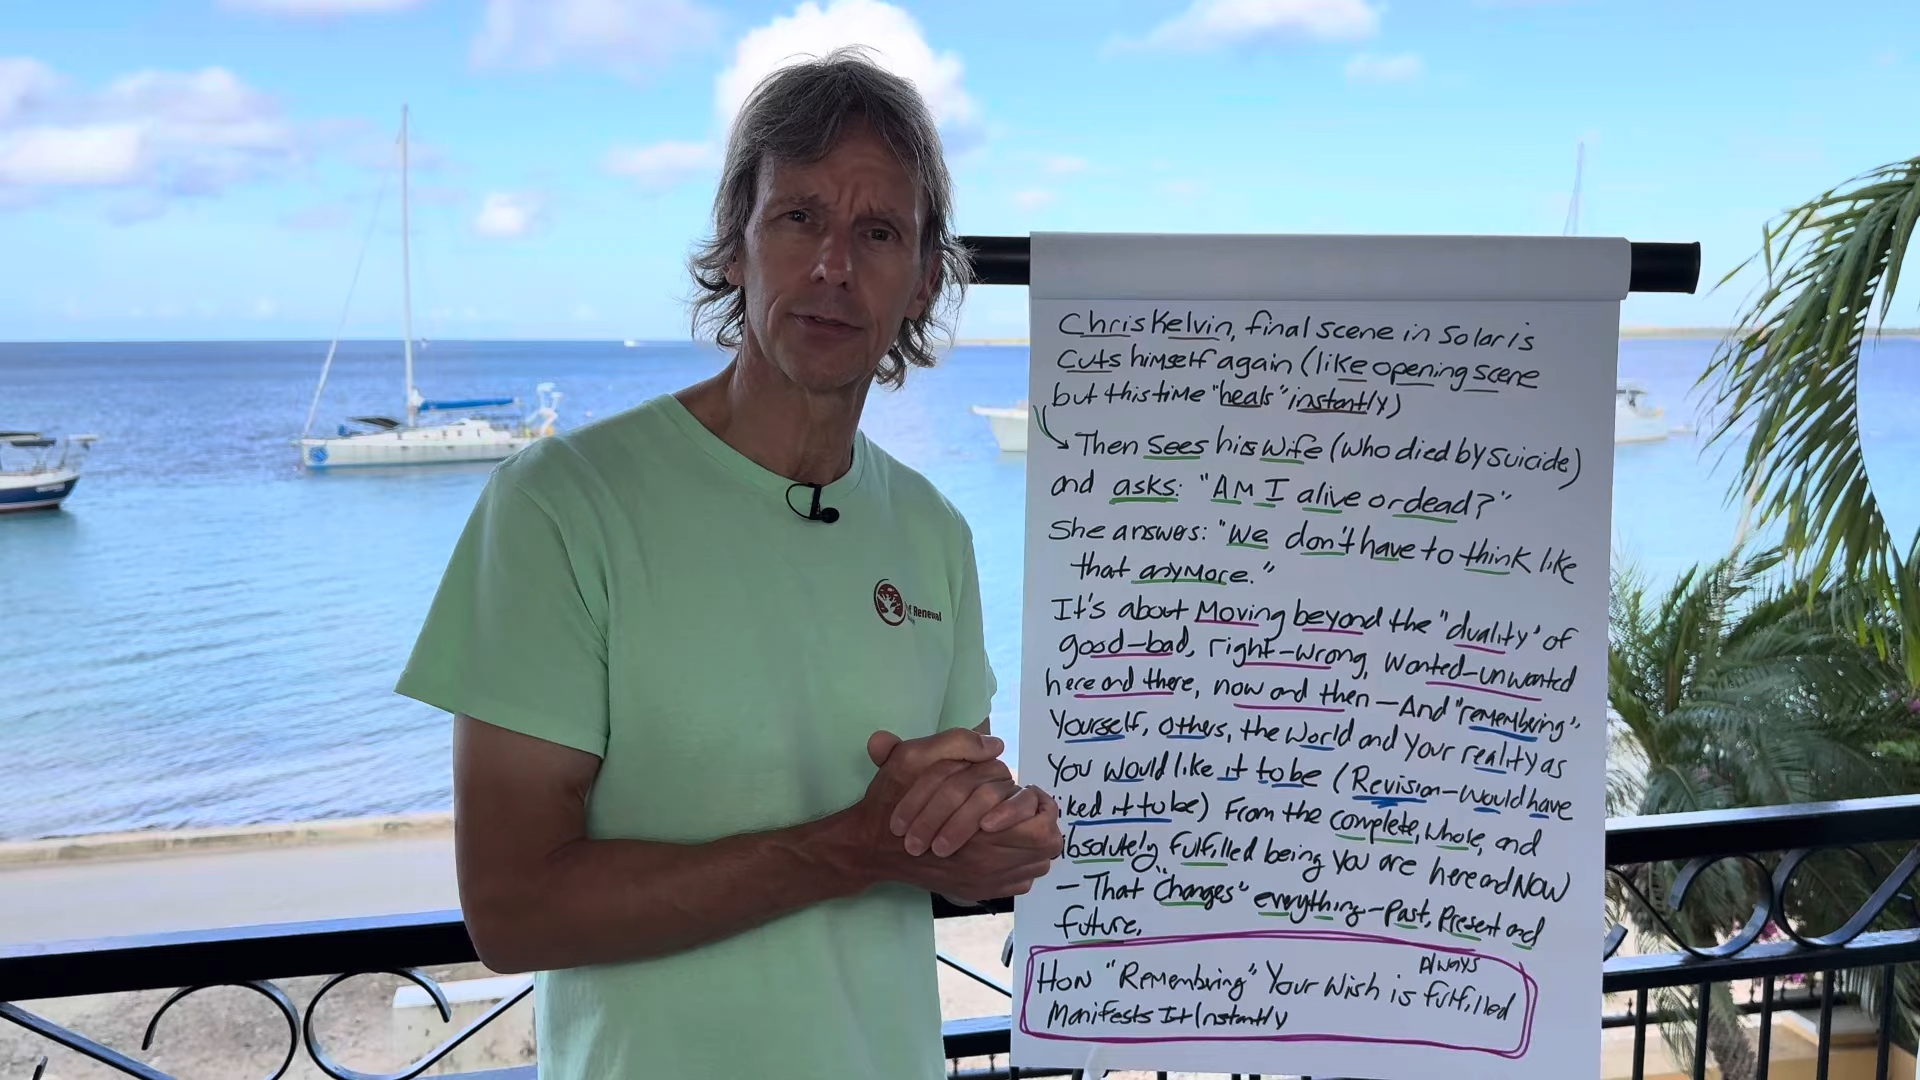 Chris Kelvin, final scene in Solaris
cuts himself again (like opening scene
but this time "heals" instantly)
Then sees his wife (who died by suicide)
and asks: "AM I alive or dead?"
She answers: "We don't have to think like
that anymore."
It's about Moving beyond the "duality" of
good-bad, right-wrong, wanted-unwanted
here and there, now and then - And "remembering"
Yourself, others, the world and your reality as
You would like it to be (Revision-would have
liked it to be) From the complete, whole, and
absolutely fulfilled being you are here and NOW
- That "changes" everything - Past, Present and
future.
How "Remembering" Your Wish is always fulfilled
Manifests It Instantly
f Renewal